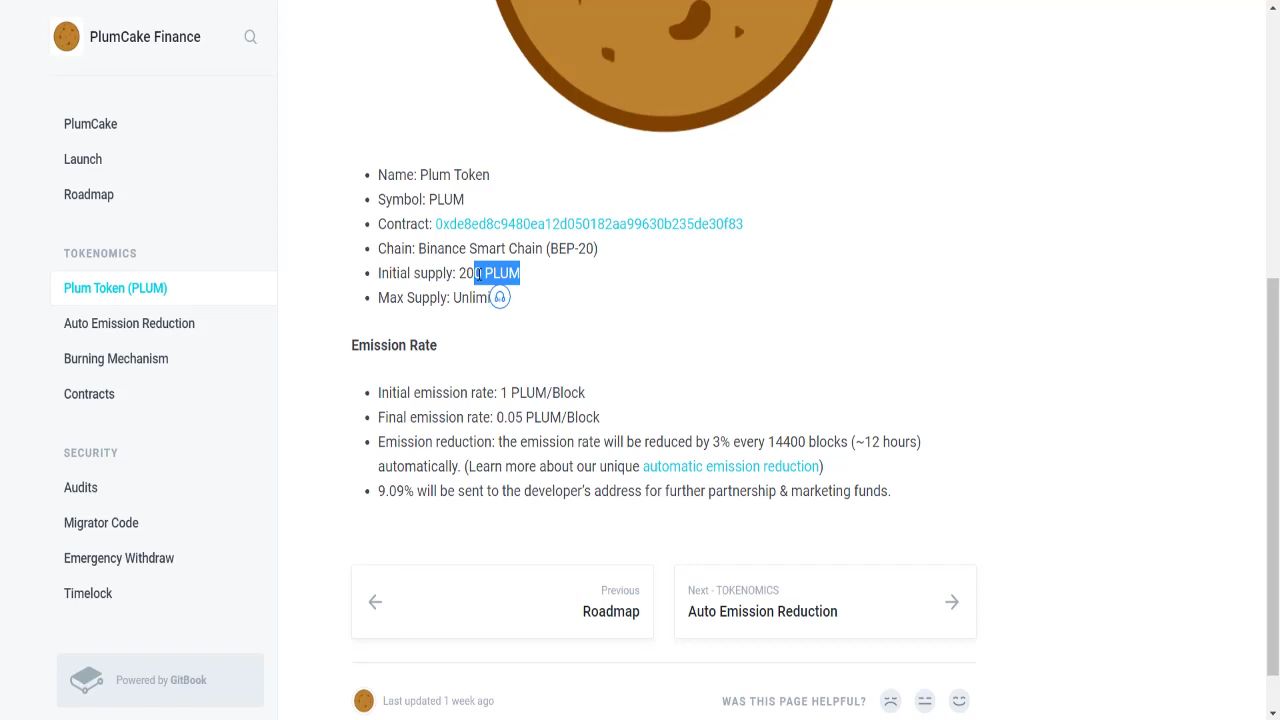 PlumCake Finance
PlumCake
Launch
Roadmap
TOKENOMICS
Plum Token (PLUM)
Auto Emission Reduction
Burning Mechanism
Contracts
SECURITY
Audits
Migrator Code
Emergency Withdraw
Timelock
Powered by GitBook
Name: Plum Token
Symbol: PLUM
Contract: 0xde8ed8c9480ea12d050182aa99630b235de30f83
Chain: Binance Smart Chain (BEP-20)
Initial supply: 200 PLUM
Max Supply: Unlimi
Emission Rate
Initial emission rate: 1 PLUM/Block
Final emission rate: 0.05 PLUM/Block
Emission reduction: the emission rate will be reduced by 3% every 14400 blocks (~12 hours)
automatically. (Learn more about our unique automatic emission reduction)
9.09% will be sent to the developer's address for further partnership & marketing funds.
Previous
Roadmap
Next - TOKENOMICS
Auto Emission Reduction
Last updated 1 week ago
WAS THIS PAGE HELPFUL?